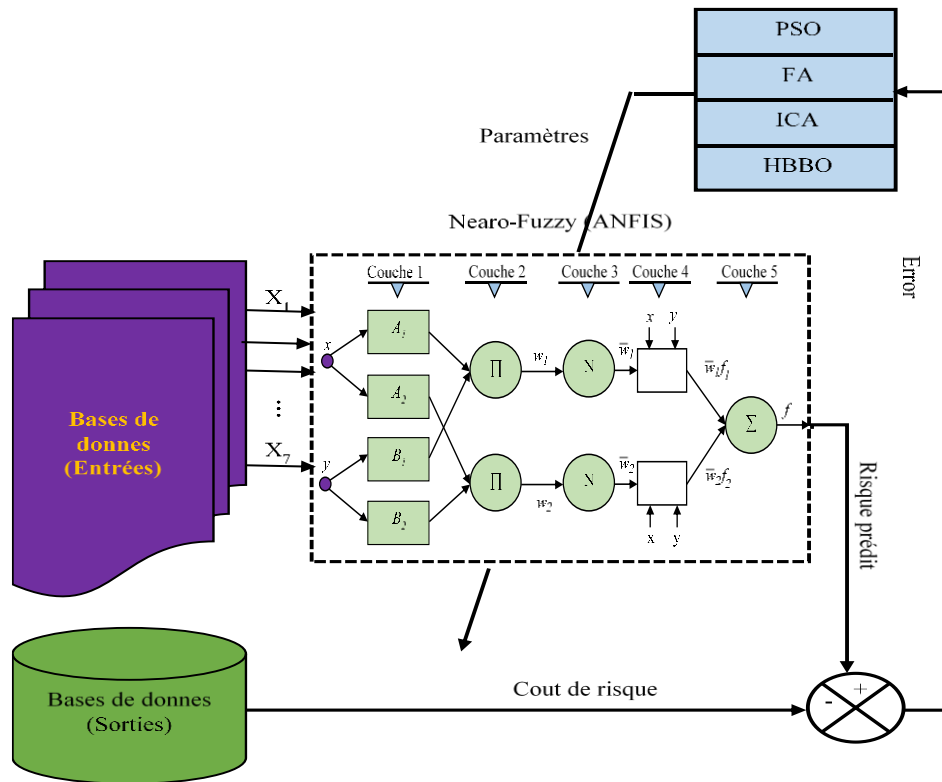 PSO
FA
ICA
HBBO
Paramètres
Nearo-Fuzzy (ANFIS)
Error
Couche 1
Couche 2
Couche 3
Couche 4
Couche 5
X₁
⋮
X₇
Bases de
donnes
(Entrées)
x
y
A₁
A₂
B₁
B₂
∏
∏
w₁
w₂
N
N
w̅₁
w̅₂
x y
x y
w̅₁f₁
w̅₂f₂
Σ
f
Risque prédit
Bases de donnes
(Sorties)
Cout de risque
+
-